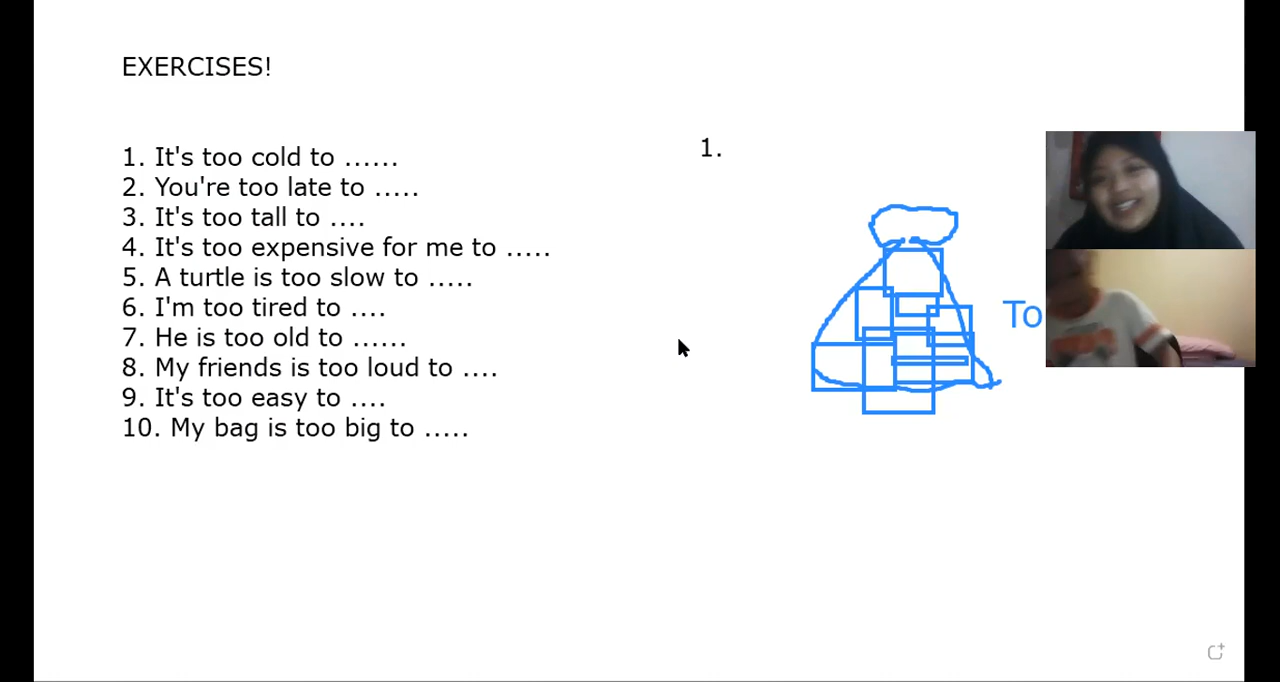 EXERCISES!
1. It's too cold to ......
2. You're too late to .....
3. It's too tall to ....
4. It's too expensive for me to .....
5. A turtle is too slow to .....
6. I'm too tired to ....
7. He is too old to ......
8. My friends is too loud to ....
9. It's too easy to ....
10. My bag is too big to .....
1.
To